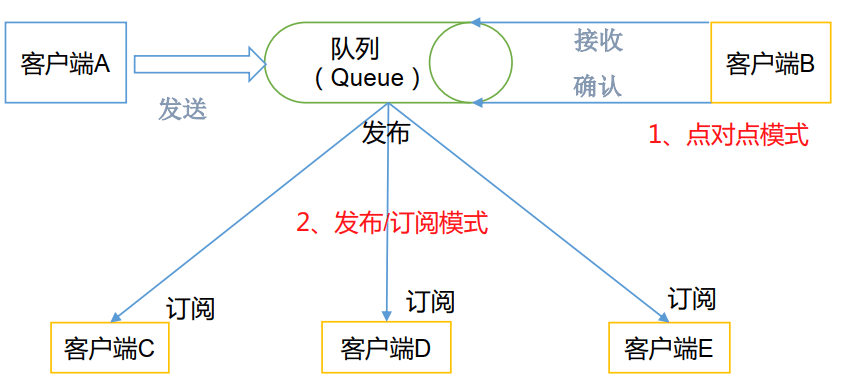 客户端A
发送
队列
（Queue）
接收
确认
客户端B
1、点对点模式
发布
2、发布/订阅模式
订阅
订阅
订阅
客户端C
客户端D
客户端E